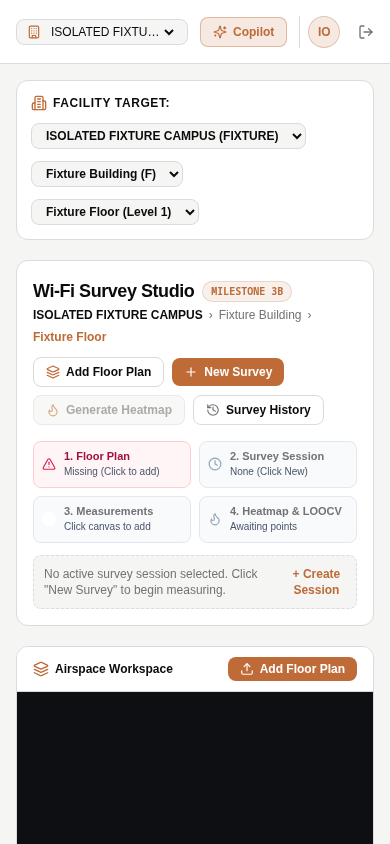 ISOLATED FIXTU...
Copilot
IO
FACILITY TARGET:
ISOLATED FIXTURE CAMPUS (FIXTURE)
Fixture Building (F)
Fixture Floor (Level 1)
Wi-Fi Survey Studio
MILESTONE 3B
ISOLATED FIXTURE CAMPUS › Fixture Building ›
Fixture Floor
Add Floor Plan
New Survey
Generate Heatmap
Survey History
1. Floor Plan
Missing (Click to add)
2. Survey Session
None (Click New)
3. Measurements
Click canvas to add
4. Heatmap & LOOCV
Awaiting points
No active survey session selected. Click
"New Survey" to begin measuring.
+ Create
Session
Airspace Workspace
Add Floor Plan